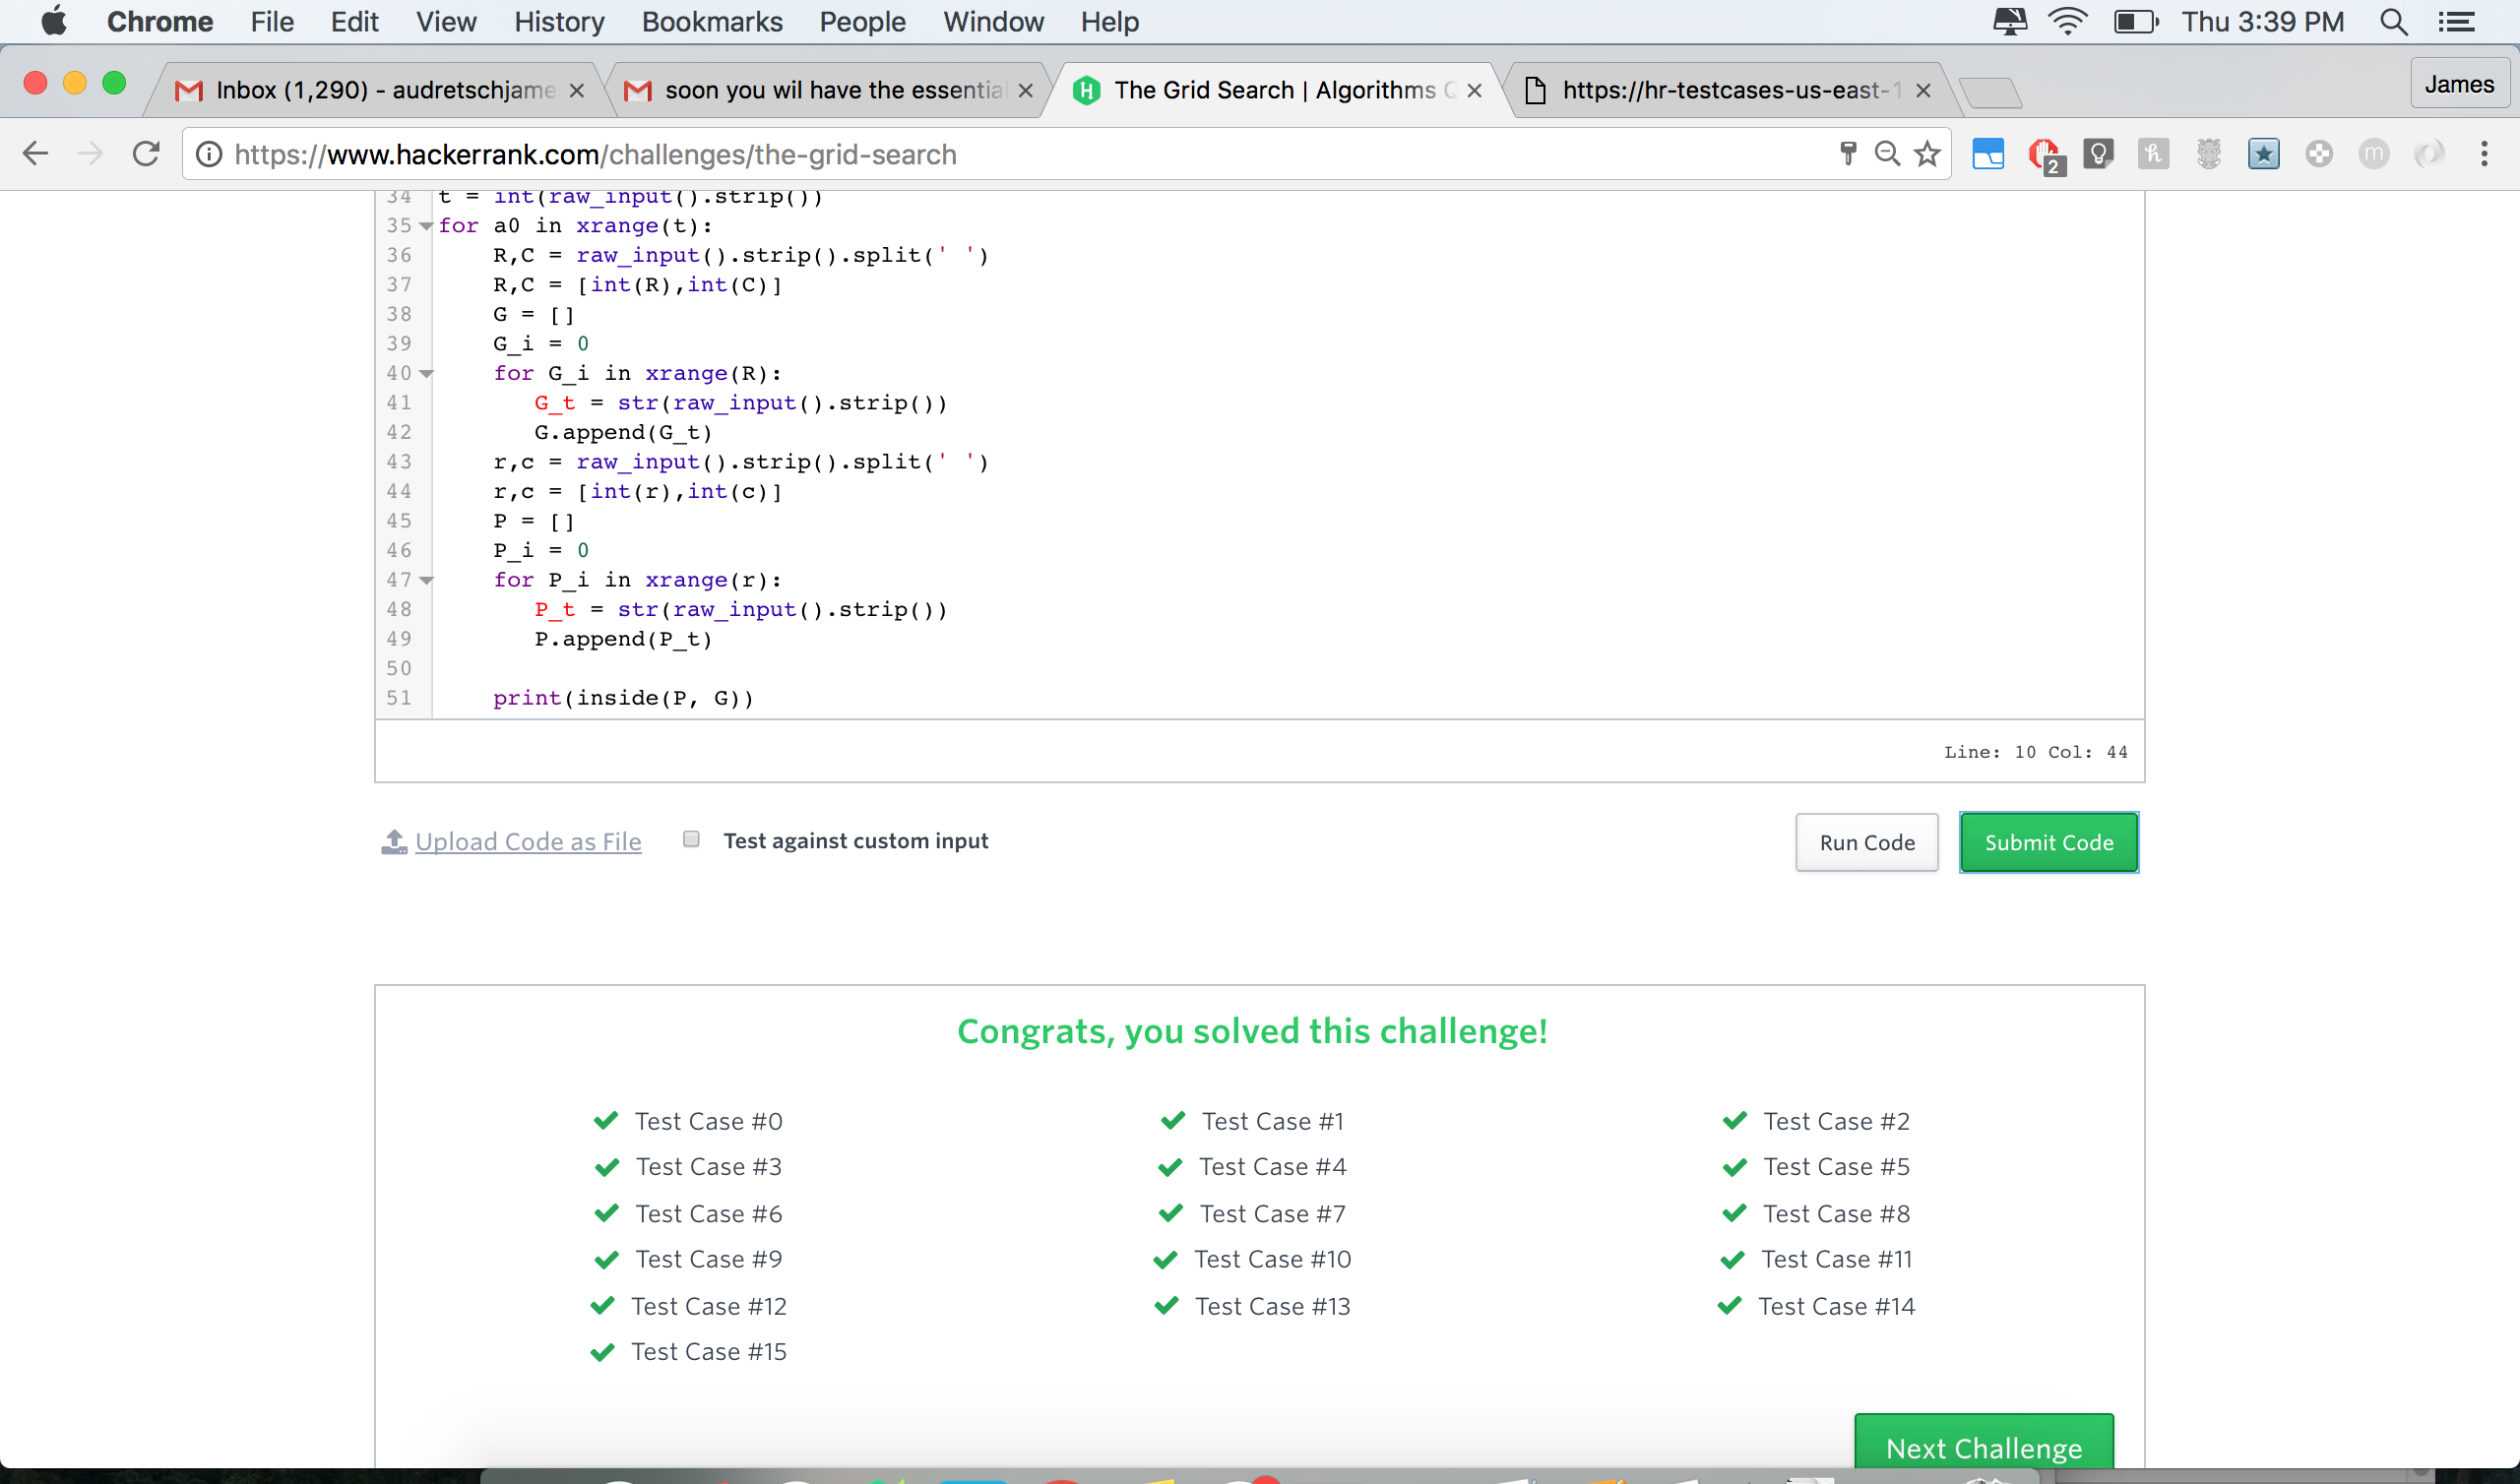 Chrome File Edit View History Bookmarks People Window Help Thu 3:39 PM
Inbox (1,290) - audretschjame soon you wil have the essentia The Grid Search | Algorithms Q https://hr-testcases-us-east-1 James
https://www.hackerrank.com/challenges/the-grid-search 2
34 t = int(raw_input().strip())
35 for a0 in xrange(t):
36 R,C = raw_input().strip().split(' ')
37 R,C = [int(R),int(C)]
38 G = []
39 G_i = 0
40 for G_i in xrange(R):
41 G_t = str(raw_input().strip())
42 G.append(G_t)
43 r,c = raw_input().strip().split(' ')
44 r,c = [int(r),int(c)]
45 P = []
46 P_i = 0
47 for P_i in xrange(r):
48 P_t = str(raw_input().strip())
49 P.append(P_t)
50
51 print(inside(P, G))
Line: 10 Col: 44
Upload Code as File Test against custom input Run Code Submit Code
Congrats, you solved this challenge!
Test Case #0 Test Case #1 Test Case #2
Test Case #3 Test Case #4 Test Case #5
Test Case #6 Test Case #7 Test Case #8
Test Case #9 Test Case #10 Test Case #11
Test Case #12 Test Case #13 Test Case #14
Test Case #15
Next Challenge